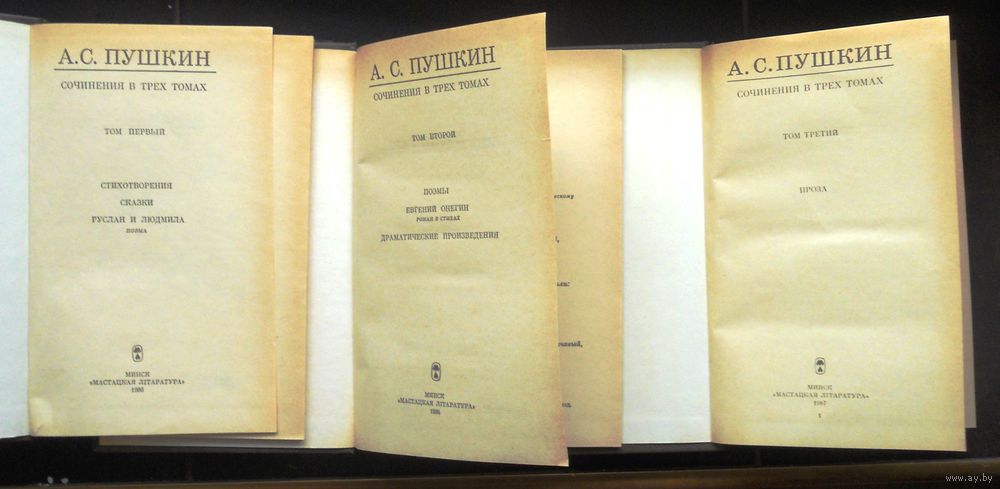 А.С. ПУШКИН
СОЧИНЕНИЯ В ТРЕХ ТОМАХ
ТОМ ПЕРВЫЙ
СТИХОТВОРЕНИЯ
СКАЗКИ
РУСЛАН И ЛЮДМИЛА
ПОЭМА
МИНСК
«МАСТАЦКАЯ ЛІТАРАТУРА»
А. С. ПУШКИН
СОЧИНЕНИЯ В ТРЕХ ТОМАХ
ТОМ ВТОРОЙ
ПОЭМЫ
ЕВГЕНИЙ ОНЕГИН
РОМАН В СТИХАХ
ДРАМАТИЧЕСКИЕ ПРОИЗВЕДЕНИЯ
МИНСК
«МАСТАЦКАЯ ЛІТАРАТУРА»
А. С. ПУШКИН
СОЧИНЕНИЯ В ТРЕХ ТОМАХ
ТОМ ТРЕТИЙ
ПРОЗА
МИНСК
«МАСТАЦКАЯ ЛІТАРАТУРА»
1987
1
www.ay.by